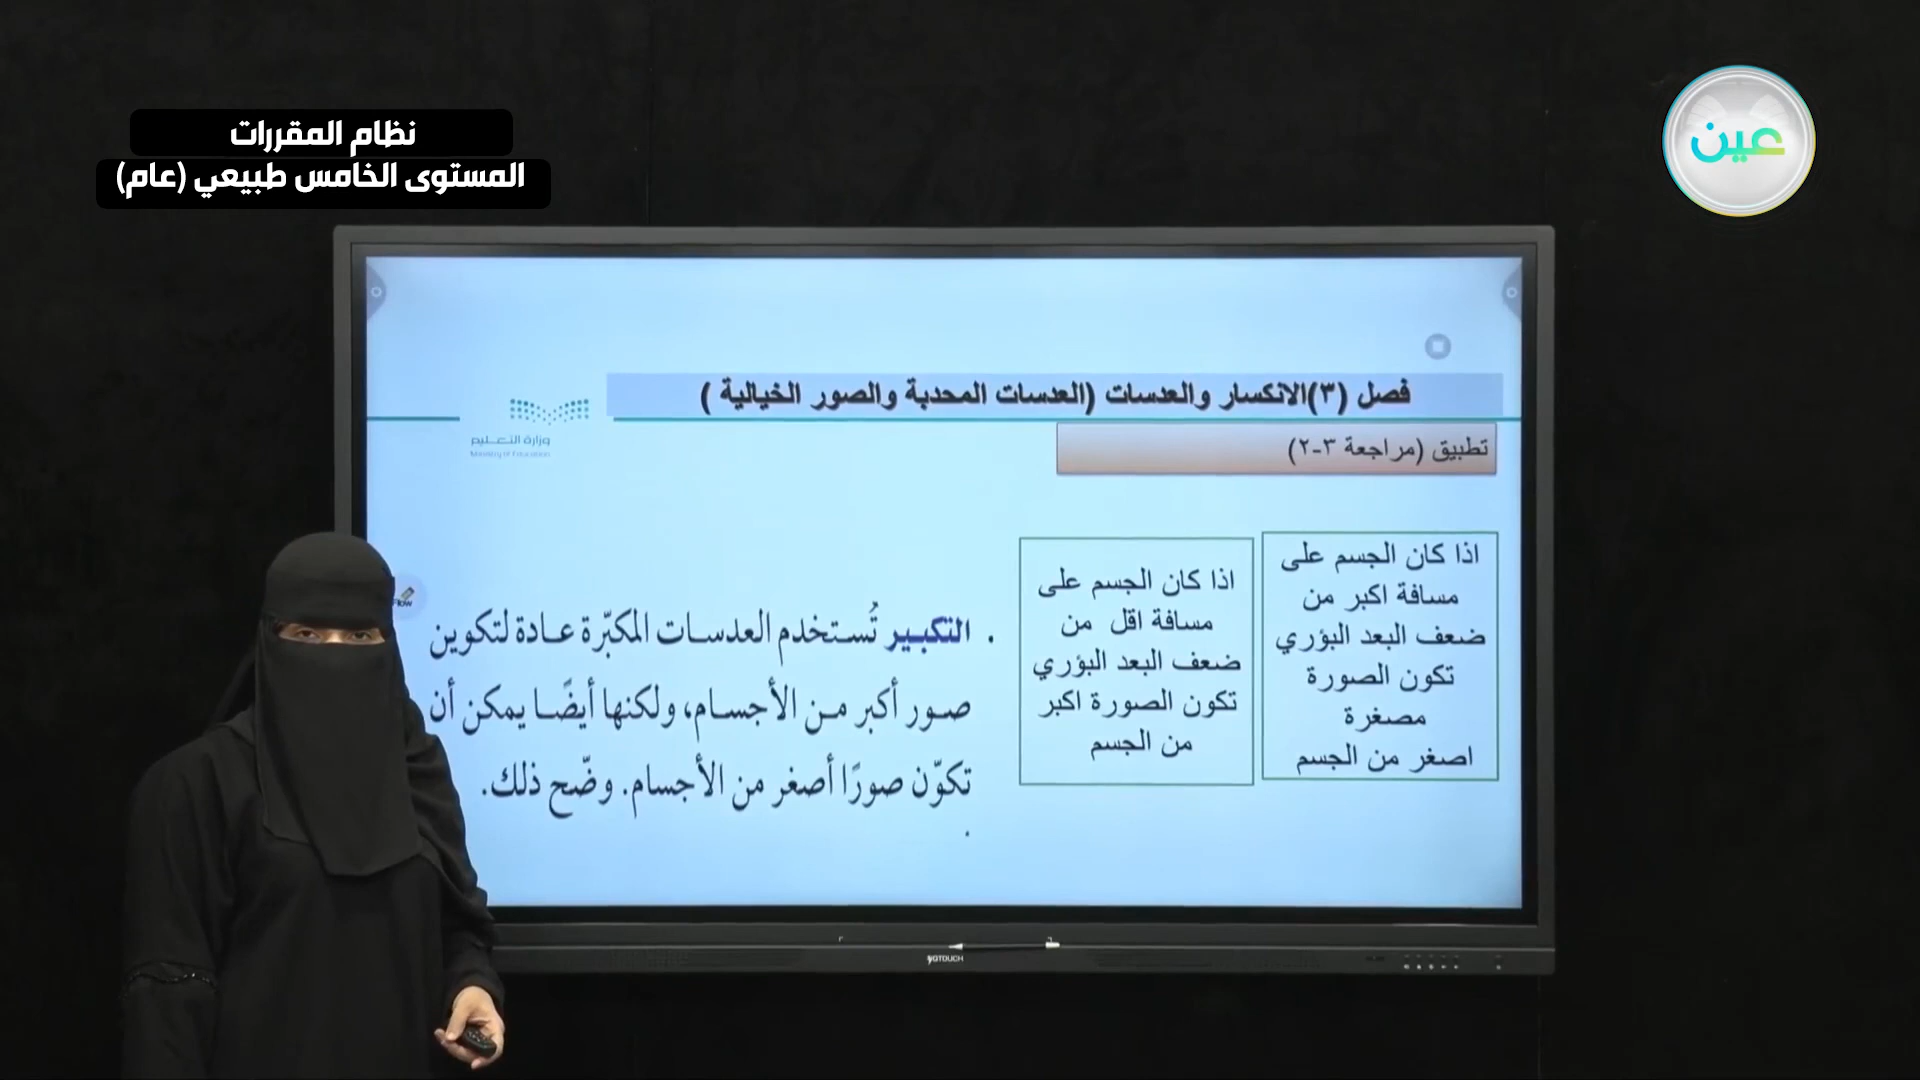 نظام المقررات
المستوى الخامس طبيعي (عام)
عين
فصل (٣)الانكسار والعدسات (العدسات المحدبة والصور الخيالية )
وزارة التعليم
Ministry of Education
تطبيق (مراجعة ٣-٢)
اذا كان الجسم على
مسافة اكبر من
ضعف البعد البؤري
تكون الصورة
مصغرة
اصغر من الجسم
اذا كان الجسم على
مسافة اقل من
ضعف البعد البؤري
تكون الصورة اكبر
من الجسم
. التكبير تُستخدم العدسات المكبّرة عادة لتكوين
صور أكبر من الأجسام، ولكنها أيضًا يمكن أن
تكوّن صورًا أصغر من الأجسام. وضّح ذلك.
Flow
YQTOUCH